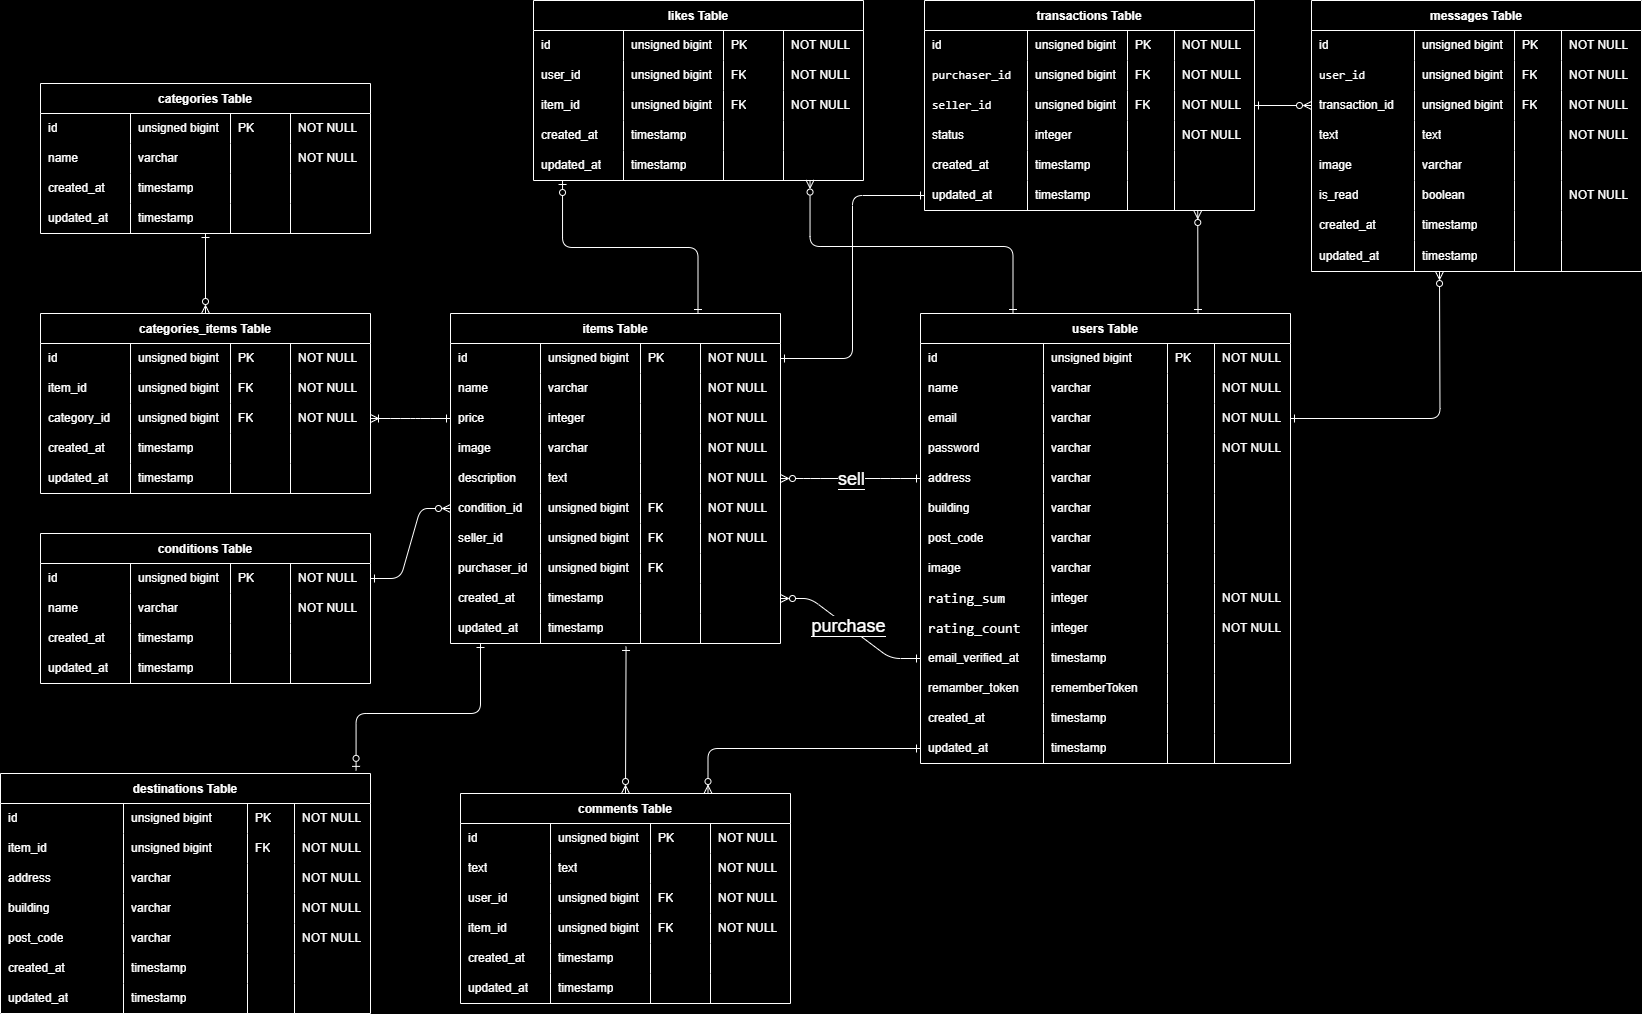 likes Table
id unsigned bigint PK NOT NULL
user_id unsigned bigint FK NOT NULL
item_id unsigned bigint FK NOT NULL
created_at timestamp
updated_at timestamp
transactions Table
id unsigned bigint PK NOT NULL
purchaser_id unsigned bigint FK NOT NULL
seller_id unsigned bigint FK NOT NULL
status integer NOT NULL
created_at timestamp
updated_at timestamp
messages Table
id unsigned bigint PK NOT NULL
user_id unsigned bigint FK NOT NULL
transaction_id unsigned bigint FK NOT NULL
text text NOT NULL
image varchar
is_read boolean NOT NULL
created_at timestamp
updated_at timestamp
categories Table
id unsigned bigint PK NOT NULL
name varchar NOT NULL
created_at timestamp
updated_at timestamp
categories_items Table
id unsigned bigint PK NOT NULL
item_id unsigned bigint FK NOT NULL
category_id unsigned bigint FK NOT NULL
created_at timestamp
updated_at timestamp
items Table
id unsigned bigint PK NOT NULL
name varchar NOT NULL
price integer NOT NULL
image varchar NOT NULL
description text NOT NULL
condition_id unsigned bigint FK NOT NULL
seller_id unsigned bigint FK NOT NULL
purchaser_id unsigned bigint FK
created_at timestamp
updated_at timestamp
sell
purchase
users Table
id unsigned bigint PK NOT NULL
name varchar NOT NULL
email varchar NOT NULL
password varchar NOT NULL
address varchar
building varchar
post_code varchar
image varchar
rating_sum integer NOT NULL
rating_count integer NOT NULL
email_verified_at timestamp
remamber_token rememberToken
created_at timestamp
updated_at timestamp
conditions Table
id unsigned bigint PK NOT NULL
name varchar NOT NULL
created_at timestamp
updated_at timestamp
destinations Table
id unsigned bigint PK NOT NULL
item_id unsigned bigint FK NOT NULL
address varchar NOT NULL
building varchar NOT NULL
post_code varchar NOT NULL
created_at timestamp
updated_at timestamp
comments Table
id unsigned bigint PK NOT NULL
text text NOT NULL
user_id unsigned bigint FK NOT NULL
item_id unsigned bigint FK NOT NULL
created_at timestamp
updated_at timestamp